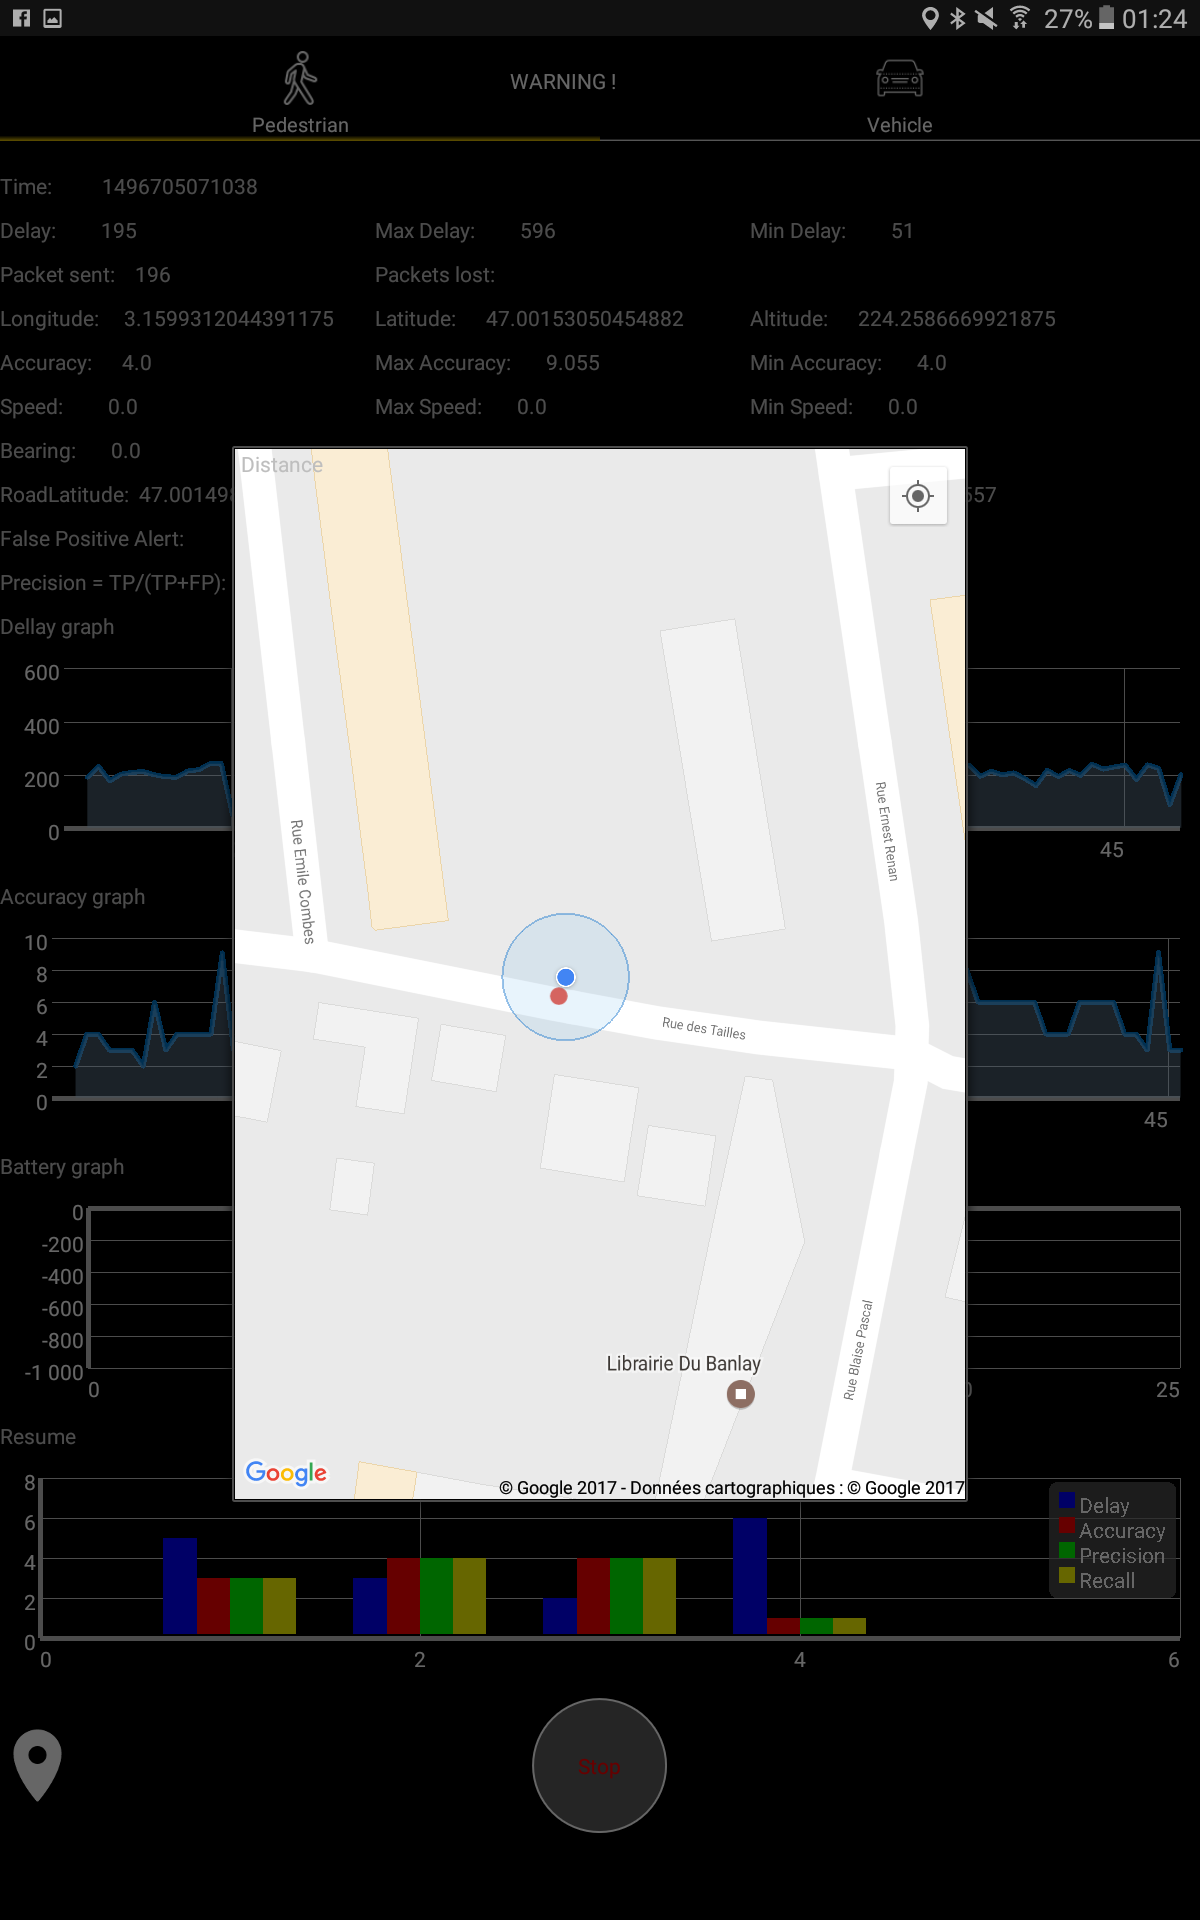 27% 01:24
WARNING !
Pedestrian Vehicle
Time: 1496705071038
Delay: 195 Max Delay: 596 Min Delay: 51
Packet sent: 196 Packets lost:
Longitude: 3.1599312044391175 Latitude: 47.00153050454882 Altitude: 224.2586669921875
Accuracy: 4.0 Max Accuracy: 9.055 Min Accuracy: 4.0
Speed: 0.0 Max Speed: 0.0 Min Speed: 0.0
Bearing: 0.0
Distance
RoadLatitude: 47.00149 557
False Positive Alert:
Precision = TP/(TP+FP):
Dellay graph
600
400
200
0
45
Accuracy graph
10
8
6
4
2
0
45
Battery graph
0
-200
-400
-600
-800
-1 000
0 25
Rue Emile Combes
Rue Ernest Renan
Rue des Tailles
Rue Blaise Pascal
Librairie Du Banlay
Google
© Google 2017 - Données cartographiques : © Google 2017
Resume
8
6
4
2
0
0 2 4 6
Delay
Accuracy
Precision
Recall
Stop